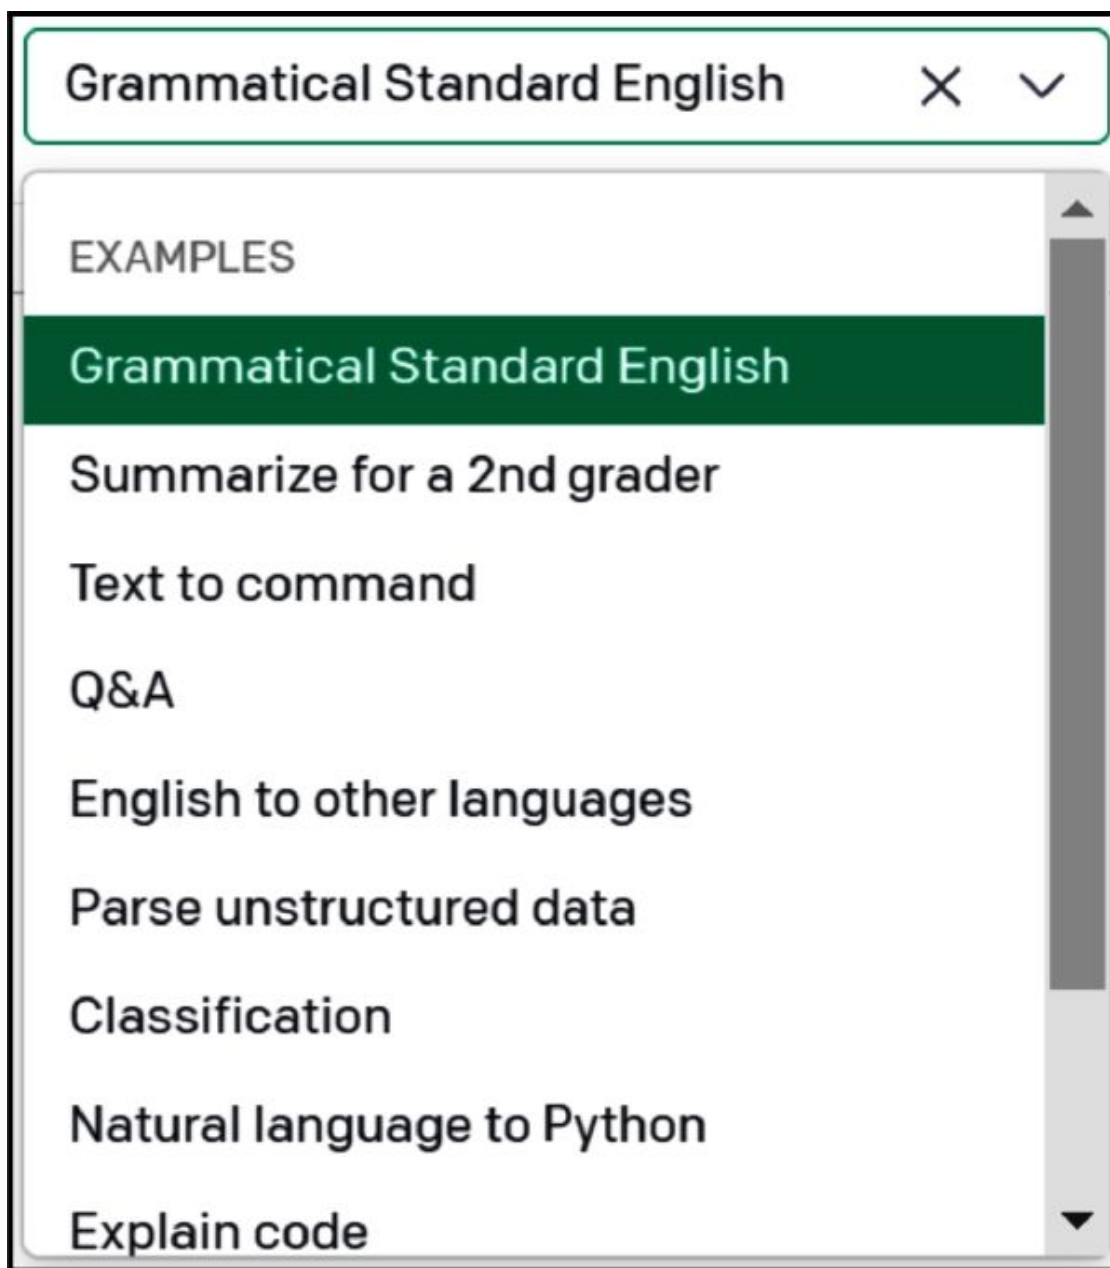 Grammatical Standard English
EXAMPLES
Grammatical Standard English
Summarize for a 2nd grader
Text to command
Q&A
English to other languages
Parse unstructured data
Classification
Natural language to Python
Explain code